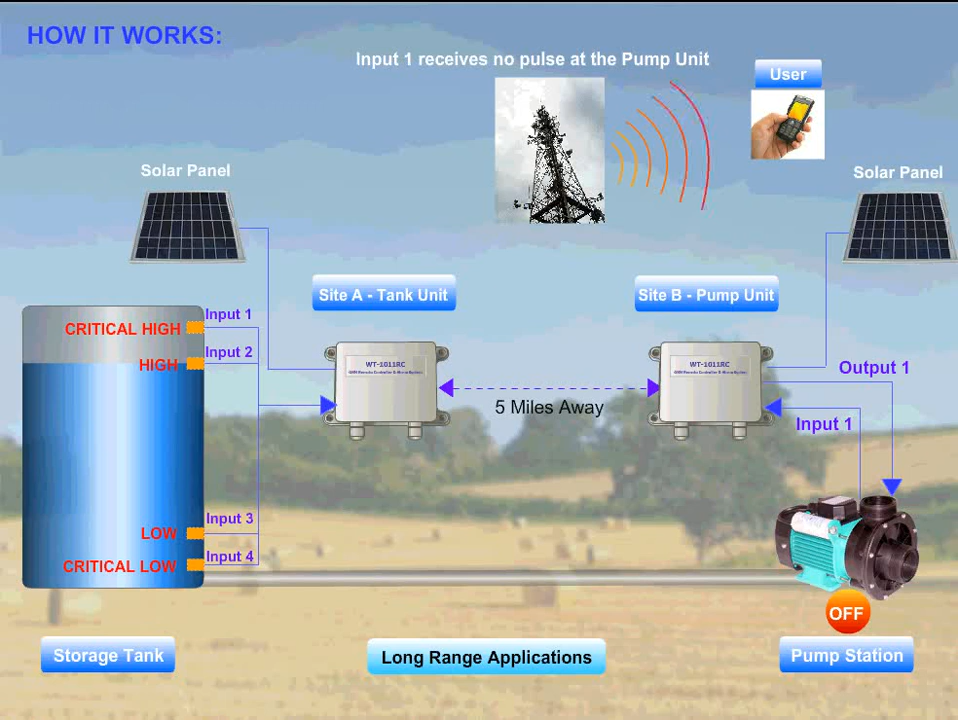 HOW IT WORKS:
Input 1 receives no pulse at the Pump Unit
User
Solar Panel
Solar Panel
Site A - Tank Unit
Site B - Pump Unit
CRITICAL HIGH
Input 1
HIGH
Input 2
WT-1011RC
WT-1011RC
Output 1
5 Miles Away
Input 1
LOW
Input 3
CRITICAL LOW
Input 4
OFF
Storage Tank
Long Range Applications
Pump Station